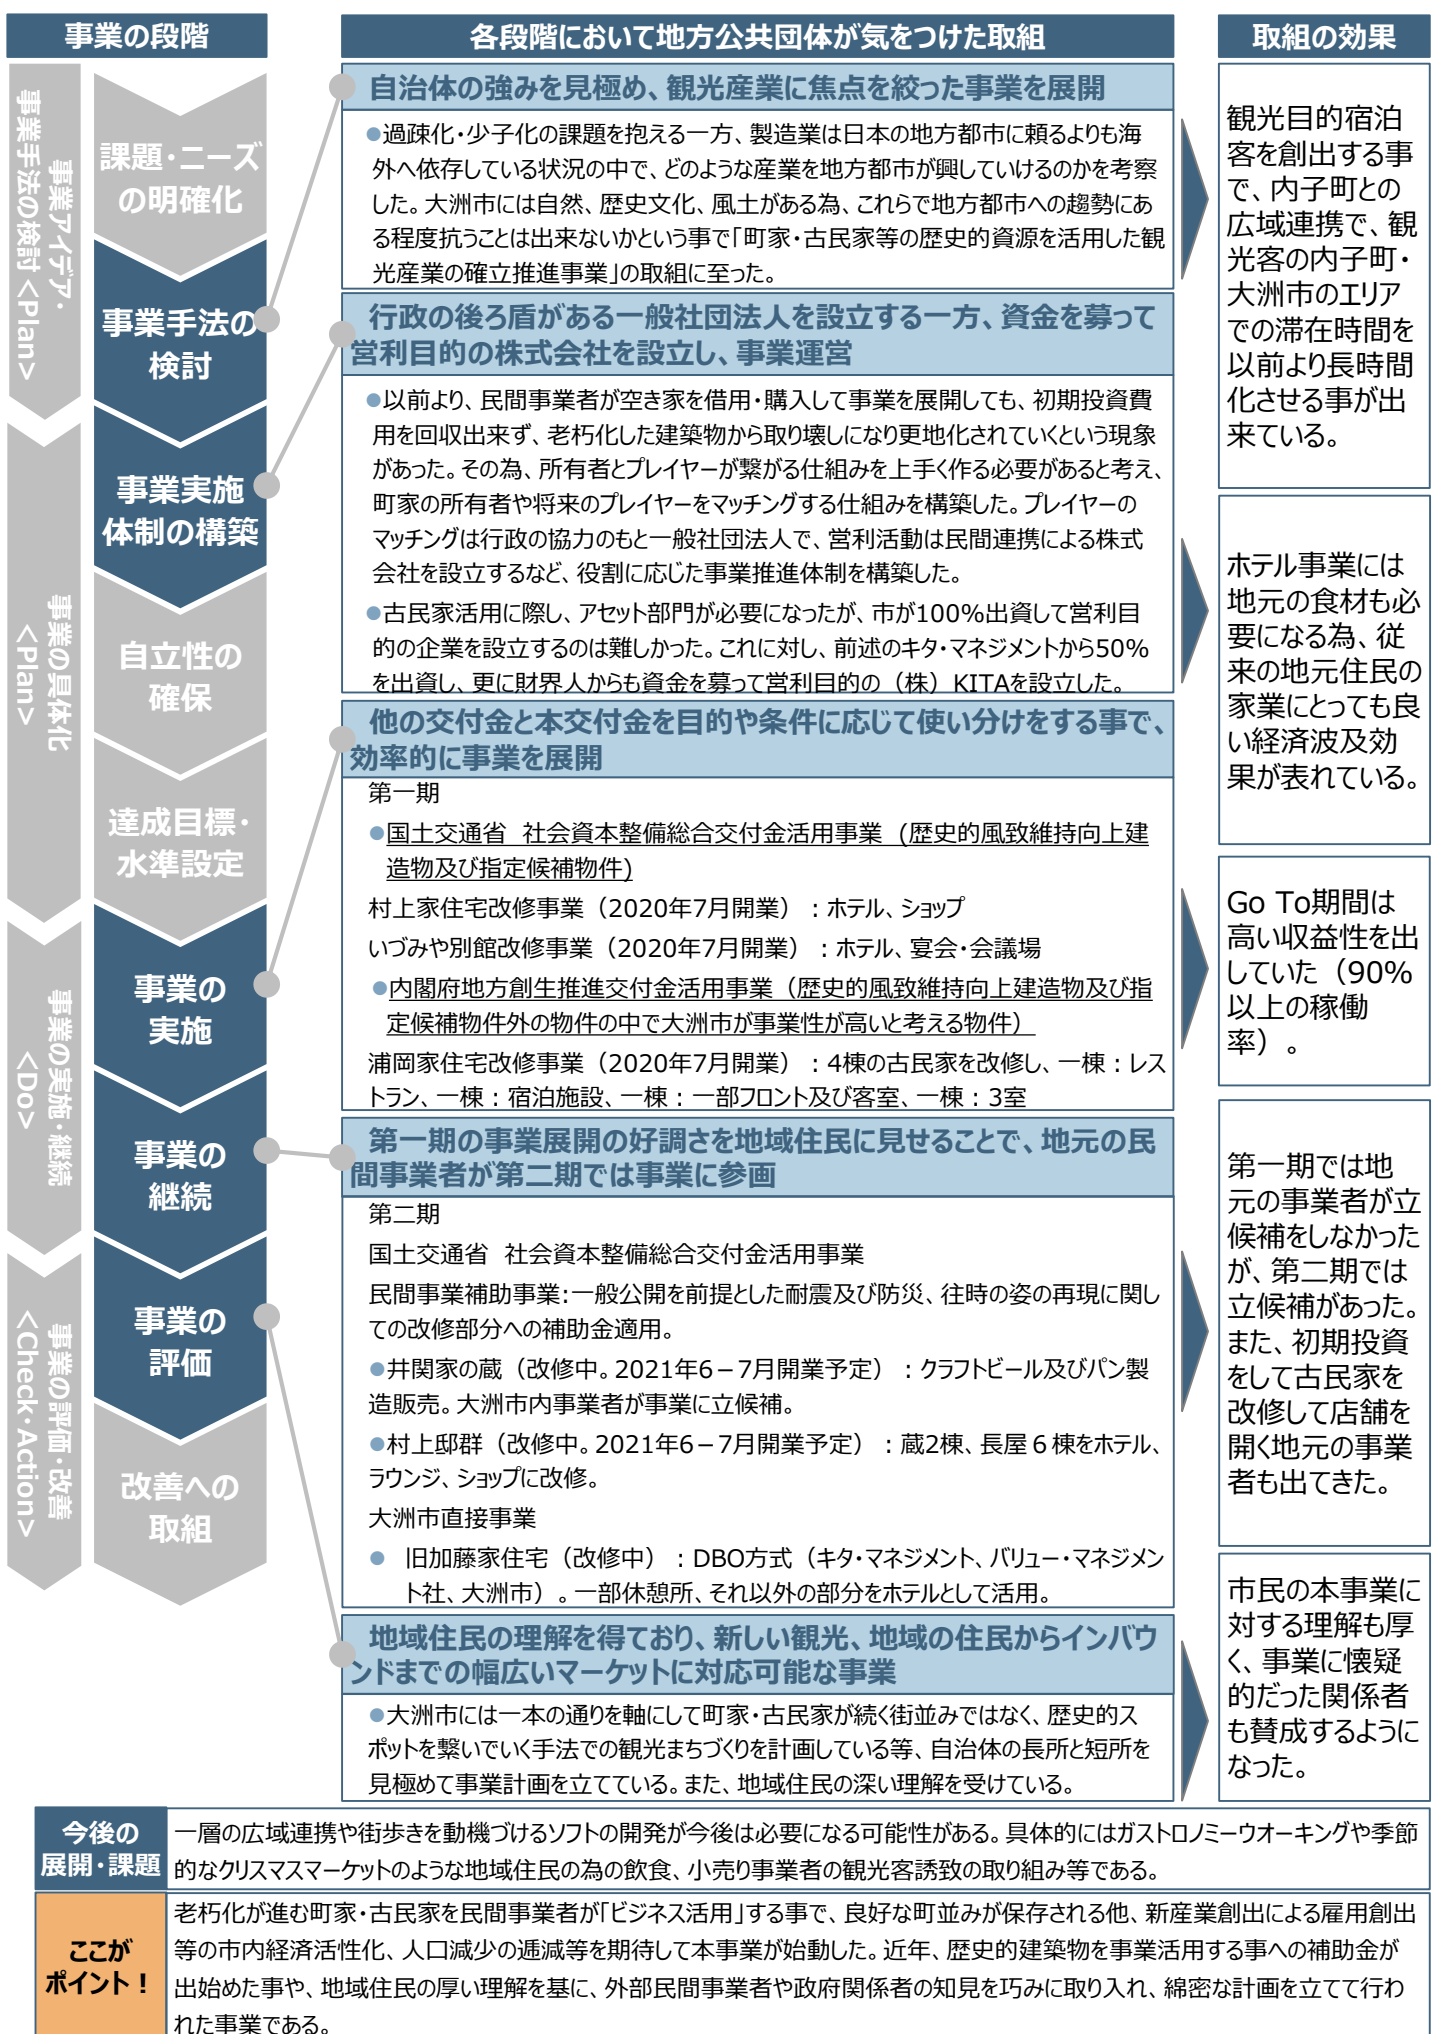 事業の段階
各段階において地方公共団体が気をつけた取組
取組の効果
事業アイデア・
事業手法の検討 <Plan>
事業の具体化
<Plan>
事業の実施・継続
<Do>
事業の評価・改善
<Check・Action>
課題・ニーズ
の明確化
事業手法の
検討
事業実施
体制の構築
自立性の
確保
達成目標・
水準設定
事業の
実施
事業の
継続
事業の
評価
改善への
取組
自治体の強みを見極め、観光産業に焦点を絞った事業を展開
●過疎化・少子化の課題を抱える一方、製造業は日本の地方都市に頼るよりも海
外へ依存している状況の中で、どのような産業を地方都市が興していけるのかを考察
した。大洲市には自然、歴史文化、風土がある為、これらで地方都市への趨勢にあ
る程度抗うことは出来ないかという事で「町家・古民家等の歴史的資源を活用した観
光産業の確立推進事業」の取組に至った。
行政の後ろ盾がある一般社団法人を設立する一方、資金を募って
営利目的の株式会社を設立し、事業運営
●以前より、民間事業者が空き家を借用・購入して事業を展開しても、初期投資費
用を回収出来ず、老朽化した建築物から取り壊しになり更地化されていくという現象
があった。その為、所有者とプレイヤーが繋がる仕組みを上手く作る必要があると考え、
町家の所有者や将来のプレイヤーをマッチングする仕組みを構築した。プレイヤーの
マッチングは行政の協力のもと一般社団法人で、営利活動は民間連携による株式
会社を設立するなど、役割に応じた事業推進体制を構築した。
●古民家活用に際し、アセット部門が必要になったが、市が100%出資して営利目
的の企業を設立するのは難しかった。これに対し、前述のキタ・マネジメントから50%
を出資し、更に財界人からも資金を募って営利目的の（株）KITAを設立した。
他の交付金と本交付金を目的や条件に応じて使い分けをする事で、
効率的に事業を展開
第一期
●国土交通省 社会資本整備総合交付金活用事業 (歴史的風致維持向上建
造物及び指定候補物件)
村上家住宅改修事業（2020年7月開業）：ホテル、ショップ
いづみや別館改修事業（2020年7月開業）：ホテル、宴会・会議場
●内閣府地方創生推進交付金活用事業（歴史的風致維持向上建造物及び指
定候補物件外の物件の中で大洲市が事業性が高いと考える物件）
浦岡家住宅改修事業（2020年7月開業）：4棟の古民家を改修し、一棟：レス
トラン、一棟：宿泊施設、一棟：一部フロント及び客室、一棟：3室
第一期の事業展開の好調さを地域住民に見せることで、地元の民
間事業者が第二期では事業に参画
第二期
国土交通省 社会資本整備総合交付金活用事業
民間事業補助事業:一般公開を前提とした耐震及び防災、往時の姿の再現に関し
ての改修部分への補助金適用。
●井関家の蔵（改修中。2021年6－7月開業予定）：クラフトビール及びパン製
造販売。大洲市内事業者が事業に立候補。
●村上邸群（改修中。2021年6－7月開業予定）：蔵2棟、長屋６棟をホテル、
ラウンジ、ショップに改修。
大洲市直接事業
● 旧加藤家住宅（改修中）：DBO方式（キタ・マネジメント、バリュー・マネジメン
ト社、大洲市）。一部休憩所、それ以外の部分をホテルとして活用。
地域住民の理解を得ており、新しい観光、地域の住民からインバウ
ンドまでの幅広いマーケットに対応可能な事業
●大洲市には一本の通りを軸にして町家・古民家が続く街並みではなく、歴史的ス
ポットを繋いでいく手法での観光まちづくりを計画している等、自治体の長所と短所を
見極めて事業計画を立てている。また、地域住民の深い理解を受けている。
観光目的宿泊
客を創出する事
で、内子町との
広域連携で、観
光客の内子町・
大洲市のエリア
での滞在時間を
以前より長時間
化させる事が出
来ている。
ホテル事業には
地元の食材も必
要になる為、従
来の地元住民の
家業にとっても良
い経済波及効
果が表れている。
Go To期間は
高い収益性を出
していた（90%
以上の稼働
率）。
第一期では地
元の事業者が立
候補をしなかった
が、第二期では
立候補があった。
また、初期投資
をして古民家を
改修して店舗を
開く地元の事業
者も出てきた。
市民の本事業に
対する理解も厚
く、事業に懐疑
的だった関係者
も賛成するように
なった。
今後の
展開・課題
一層の広域連携や街歩きを動機づけるソフトの開発が今後は必要になる可能性がある。具体的にはガストロノミーウオーキングや季節
的なクリスマスマーケットのような地域住民の為の飲食、小売り事業者の観光客誘致の取り組み等である。
ここが
ポイント！
老朽化が進む町家・古民家を民間事業者が「ビジネス活用」する事で、良好な町並みが保存される他、新産業創出による雇用創出
等の市内経済活性化、人口減少の逓減等を期待して本事業が始動した。近年、歴史的建築物を事業活用する事への補助金が
出始めた事や、地域住民の厚い理解を基に、外部民間事業者や政府関係者の知見を巧みに取り入れ、綿密な計画を立てて行わ
れた事業である。